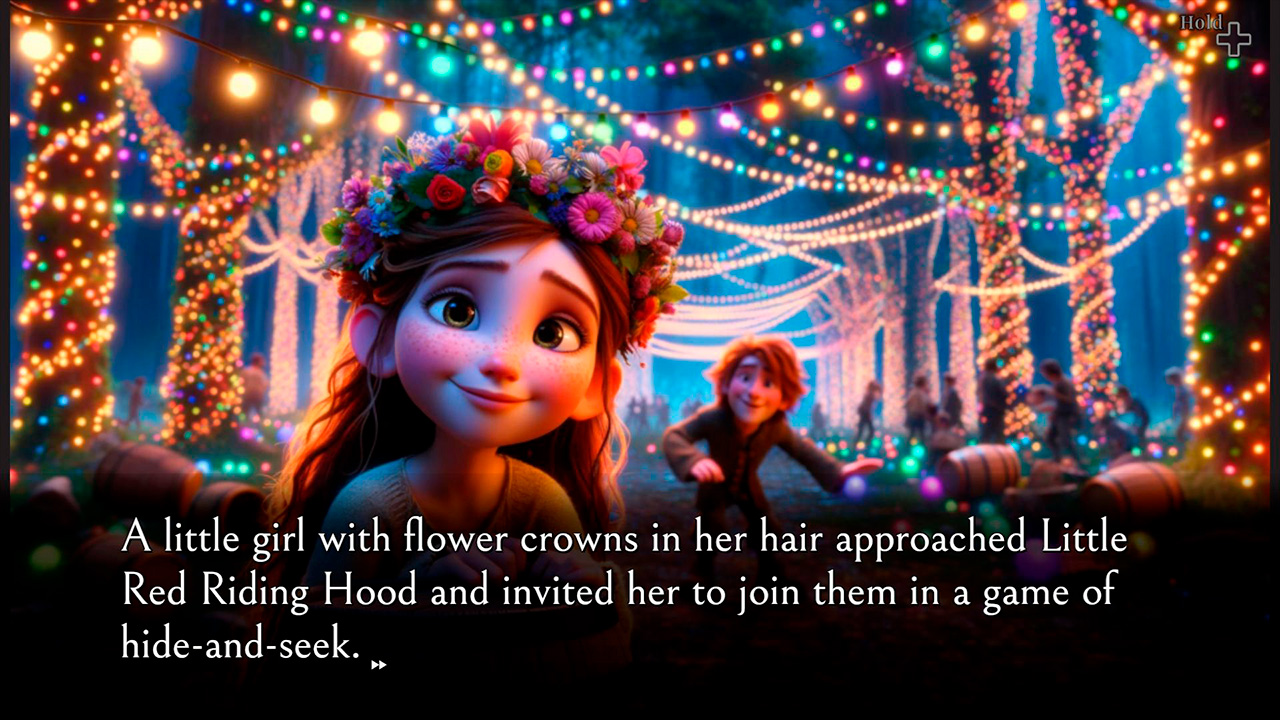 Hold
A little girl with flower crowns in her hair approached Little
Red Riding Hood and invited her to join them in a game of
hide-and-seek.